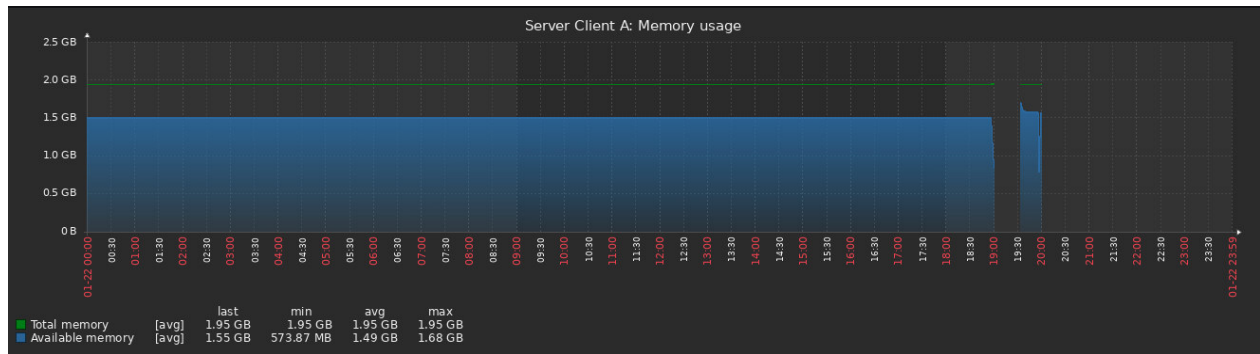 Server Client A: Memory usage
2.5 GB
2.0 GB
1.5 GB
1.0 GB
0.5 GB
0 B
01-22 00:00 00:30 01:00 01:30 02:00 02:30 03:00 03:30 04:00 04:30 05:00 05:30 06:00 06:30 07:00 07:30 08:00 08:30 09:00 09:30 10:00 10:30 11:00 11:30 12:00 12:30 13:00 13:30 14:00 14:30 15:00 15:30 16:00 16:30 17:00 17:30 18:00 18:30 19:00 19:30 20:00 20:30 21:00 21:30 22:00 22:30 23:00 23:30 01-22 23:59
last min avg max
Total memory [avg] 1.95 GB 1.95 GB 1.95 GB 1.95 GB
Available memory [avg] 1.55 GB 573.87 MB 1.49 GB 1.68 GB